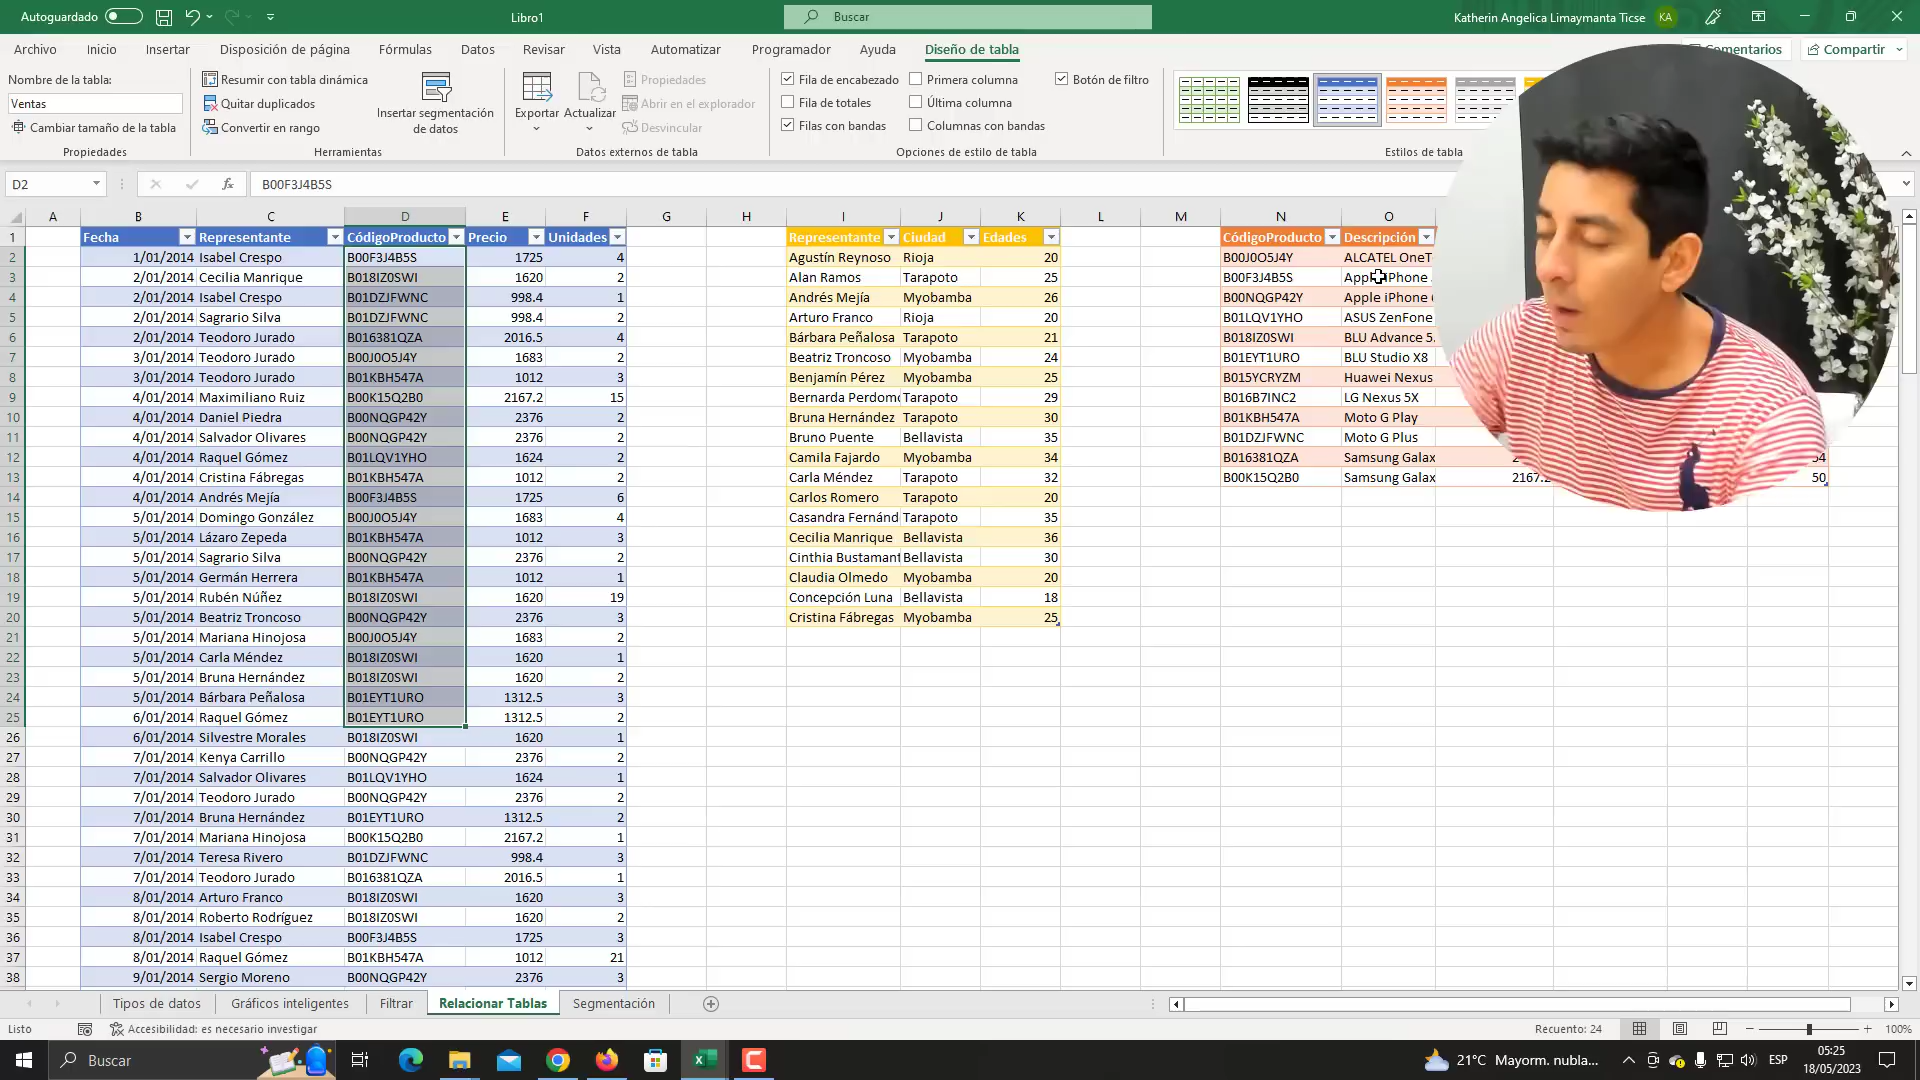 Autoguardado
Libro1
Buscar
Katherin Angelica Limaymanta Ticse KA
Archivo Inicio Insertar Disposición de página Fórmulas Datos Revisar Vista Automatizar Programador Ayuda Diseño de tabla Comentarios Compartir
Nombre de la tabla:
Ventas
Cambiar tamaño de la tabla
Propiedades
Resumir con tabla dinámica
Quitar duplicados
Convertir en rango
Insertar segmentación
de datos
Herramientas
Exportar Actualizar
Propiedades
Abrir en el explorador
Desvincular
Datos externos de tabla
Fila de encabezado Primera columna Botón de filtro
Fila de totales Última columna
Filas con bandas Columnas con bandas
Opciones de estilo de tabla
Estilos de tabla
D2 fx B00F3J4B5S
A B C D E F G H I J K L M N O
1 Fecha Representante CódigoProducto Precio Unidades Representante Ciudad Edades CódigoProducto Descripción
2 1/01/2014 Isabel Crespo B00F3J4B5S 1725 4 Agustín Reynoso Rioja 20 B00J0O5J4Y ALCATEL OneT
3 2/01/2014 Cecilia Manrique B018IZ0SWI 1620 2 Alan Ramos Tarapoto 25 B00F3J4B5S Apple iPhone
4 2/01/2014 Isabel Crespo B01DZJFWNC 998.4 1 Andrés Mejía Myobamba 26 B00NQGP42Y Apple iPhone
5 2/01/2014 Sagrario Silva B01DZJFWNC 998.4 2 Arturo Franco Rioja 20 B01LQV1YHO ASUS ZenFone
6 2/01/2014 Teodoro Jurado B016381QZA 2016.5 4 Bárbara Peñalosa Tarapoto 21 B018IZ0SWI BLU Advance 5.
7 3/01/2014 Teodoro Jurado B00J0O5J4Y 1683 2 Beatriz Troncoso Myobamba 24 B01EYT1URO BLU Studio X8
8 3/01/2014 Teodoro Jurado B01KBH547A 1012 3 Benjamín Pérez Myobamba 25 B015YCRYZM Huawei Nexus
9 4/01/2014 Maximiliano Ruiz B00K15Q2B0 2167.2 15 Bernarda Perdom Tarapoto 29 B016B7INC2 LG Nexus 5X
10 4/01/2014 Daniel Piedra B00NQGP42Y 2376 2 Bruna Hernández Tarapoto 30 B01KBH547A Moto G Play
11 4/01/2014 Salvador Olivares B00NQGP42Y 2376 2 Bruno Puente Bellavista 35 B01DZJFWNC Moto G Plus
12 4/01/2014 Raquel Gómez B01LQV1YHO 1624 2 Camila Fajardo Myobamba 34 B016381QZA Samsung Galax 54
13 4/01/2014 Cristina Fábregas B01KBH547A 1012 2 Carla Méndez Tarapoto 32 B00K15Q2B0 Samsung Galax 2167.2 50
14 4/01/2014 Andrés Mejía B00F3J4B5S 1725 6 Carlos Romero Tarapoto 20
15 5/01/2014 Domingo González B00J0O5J4Y 1683 4 Casandra Fernánd Tarapoto 35
16 5/01/2014 Lázaro Zepeda B01KBH547A 1012 3 Cecilia Manrique Bellavista 36
17 5/01/2014 Sagrario Silva B00NQGP42Y 2376 2 Cinthia Bustamant Bellavista 30
18 5/01/2014 Germán Herrera B01KBH547A 1012 1 Claudia Olmedo Myobamba 20
19 5/01/2014 Rubén Núñez B018IZ0SWI 1620 19 Concepción Luna Bellavista 18
20 5/01/2014 Beatriz Troncoso B00NQGP42Y 2376 3 Cristina Fábregas Myobamba 25
21 5/01/2014 Mariana Hinojosa B00J0O5J4Y 1683 2
22 5/01/2014 Carla Méndez B018IZ0SWI 1620 1
23 5/01/2014 Bruna Hernández B018IZ0SWI 1620 2
24 5/01/2014 Bárbara Peñalosa B01EYT1URO 1312.5 3
25 6/01/2014 Raquel Gómez B01EYT1URO 1312.5 2
26 6/01/2014 Silvestre Morales B018IZ0SWI 1620 1
27 7/01/2014 Kenya Carrillo B00NQGP42Y 2376 2
28 7/01/2014 Salvador Olivares B01LQV1YHO 1624 1
29 7/01/2014 Teodoro Jurado B00NQGP42Y 2376 2
30 7/01/2014 Bruna Hernández B01EYT1URO 1312.5 2
31 7/01/2014 Mariana Hinojosa B00K15Q2B0 2167.2 1
32 7/01/2014 Teresa Rivero B01DZJFWNC 998.4 3
33 7/01/2014 Teodoro Jurado B016381QZA 2016.5 1
34 8/01/2014 Arturo Franco B018IZ0SWI 1620 3
35 8/01/2014 Roberto Rodríguez B018IZ0SWI 1620 2
36 8/01/2014 Isabel Crespo B00F3J4B5S 1725 3
37 8/01/2014 Raquel Gómez B01KBH547A 1012 21
38 9/01/2014 Sergio Moreno B00NQGP42Y 2376 3
Tipos de datos Gráficos inteligentes Filtrar Relacionar Tablas Segmentación
Listo Accesibilidad: es necesario investigar Recuento: 24 100%
Buscar 21°C Mayorm. nubla... ESP 05:25
18/05/2023